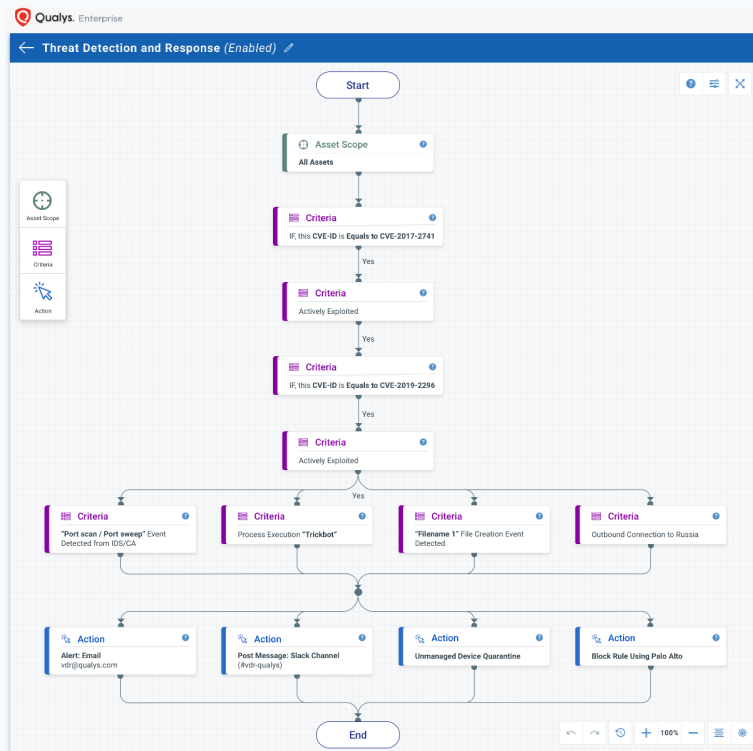 Qualys. Enterprise
Threat Detection and Response (Enabled)
Start
Asset Scope
All Assets
Asset Scope
Criteria
Action
Criteria
IF, this CVE-ID is Equals to CVE-2017-2741
Yes
Criteria
Actively Exploited
Yes
Criteria
IF, this CVE-ID is Equals to CVE-2019-2296
Yes
Criteria
Actively Exploited
Yes
Criteria
"Port scan / Port sweep" Event
Detected from IDS/CA
Criteria
Process Execution "Trickbot"
Criteria
"Filename 1" File Creation Event
Detected
Criteria
Outbound Connection to Russia
Action
Alert: Email
vdr@qualys.com
Action
Post Message: Slack Channel
(#vdr-qualys)
Action
Unmanaged Device Quarantine
Action
Block Rule Using Palo Alto
End
100%